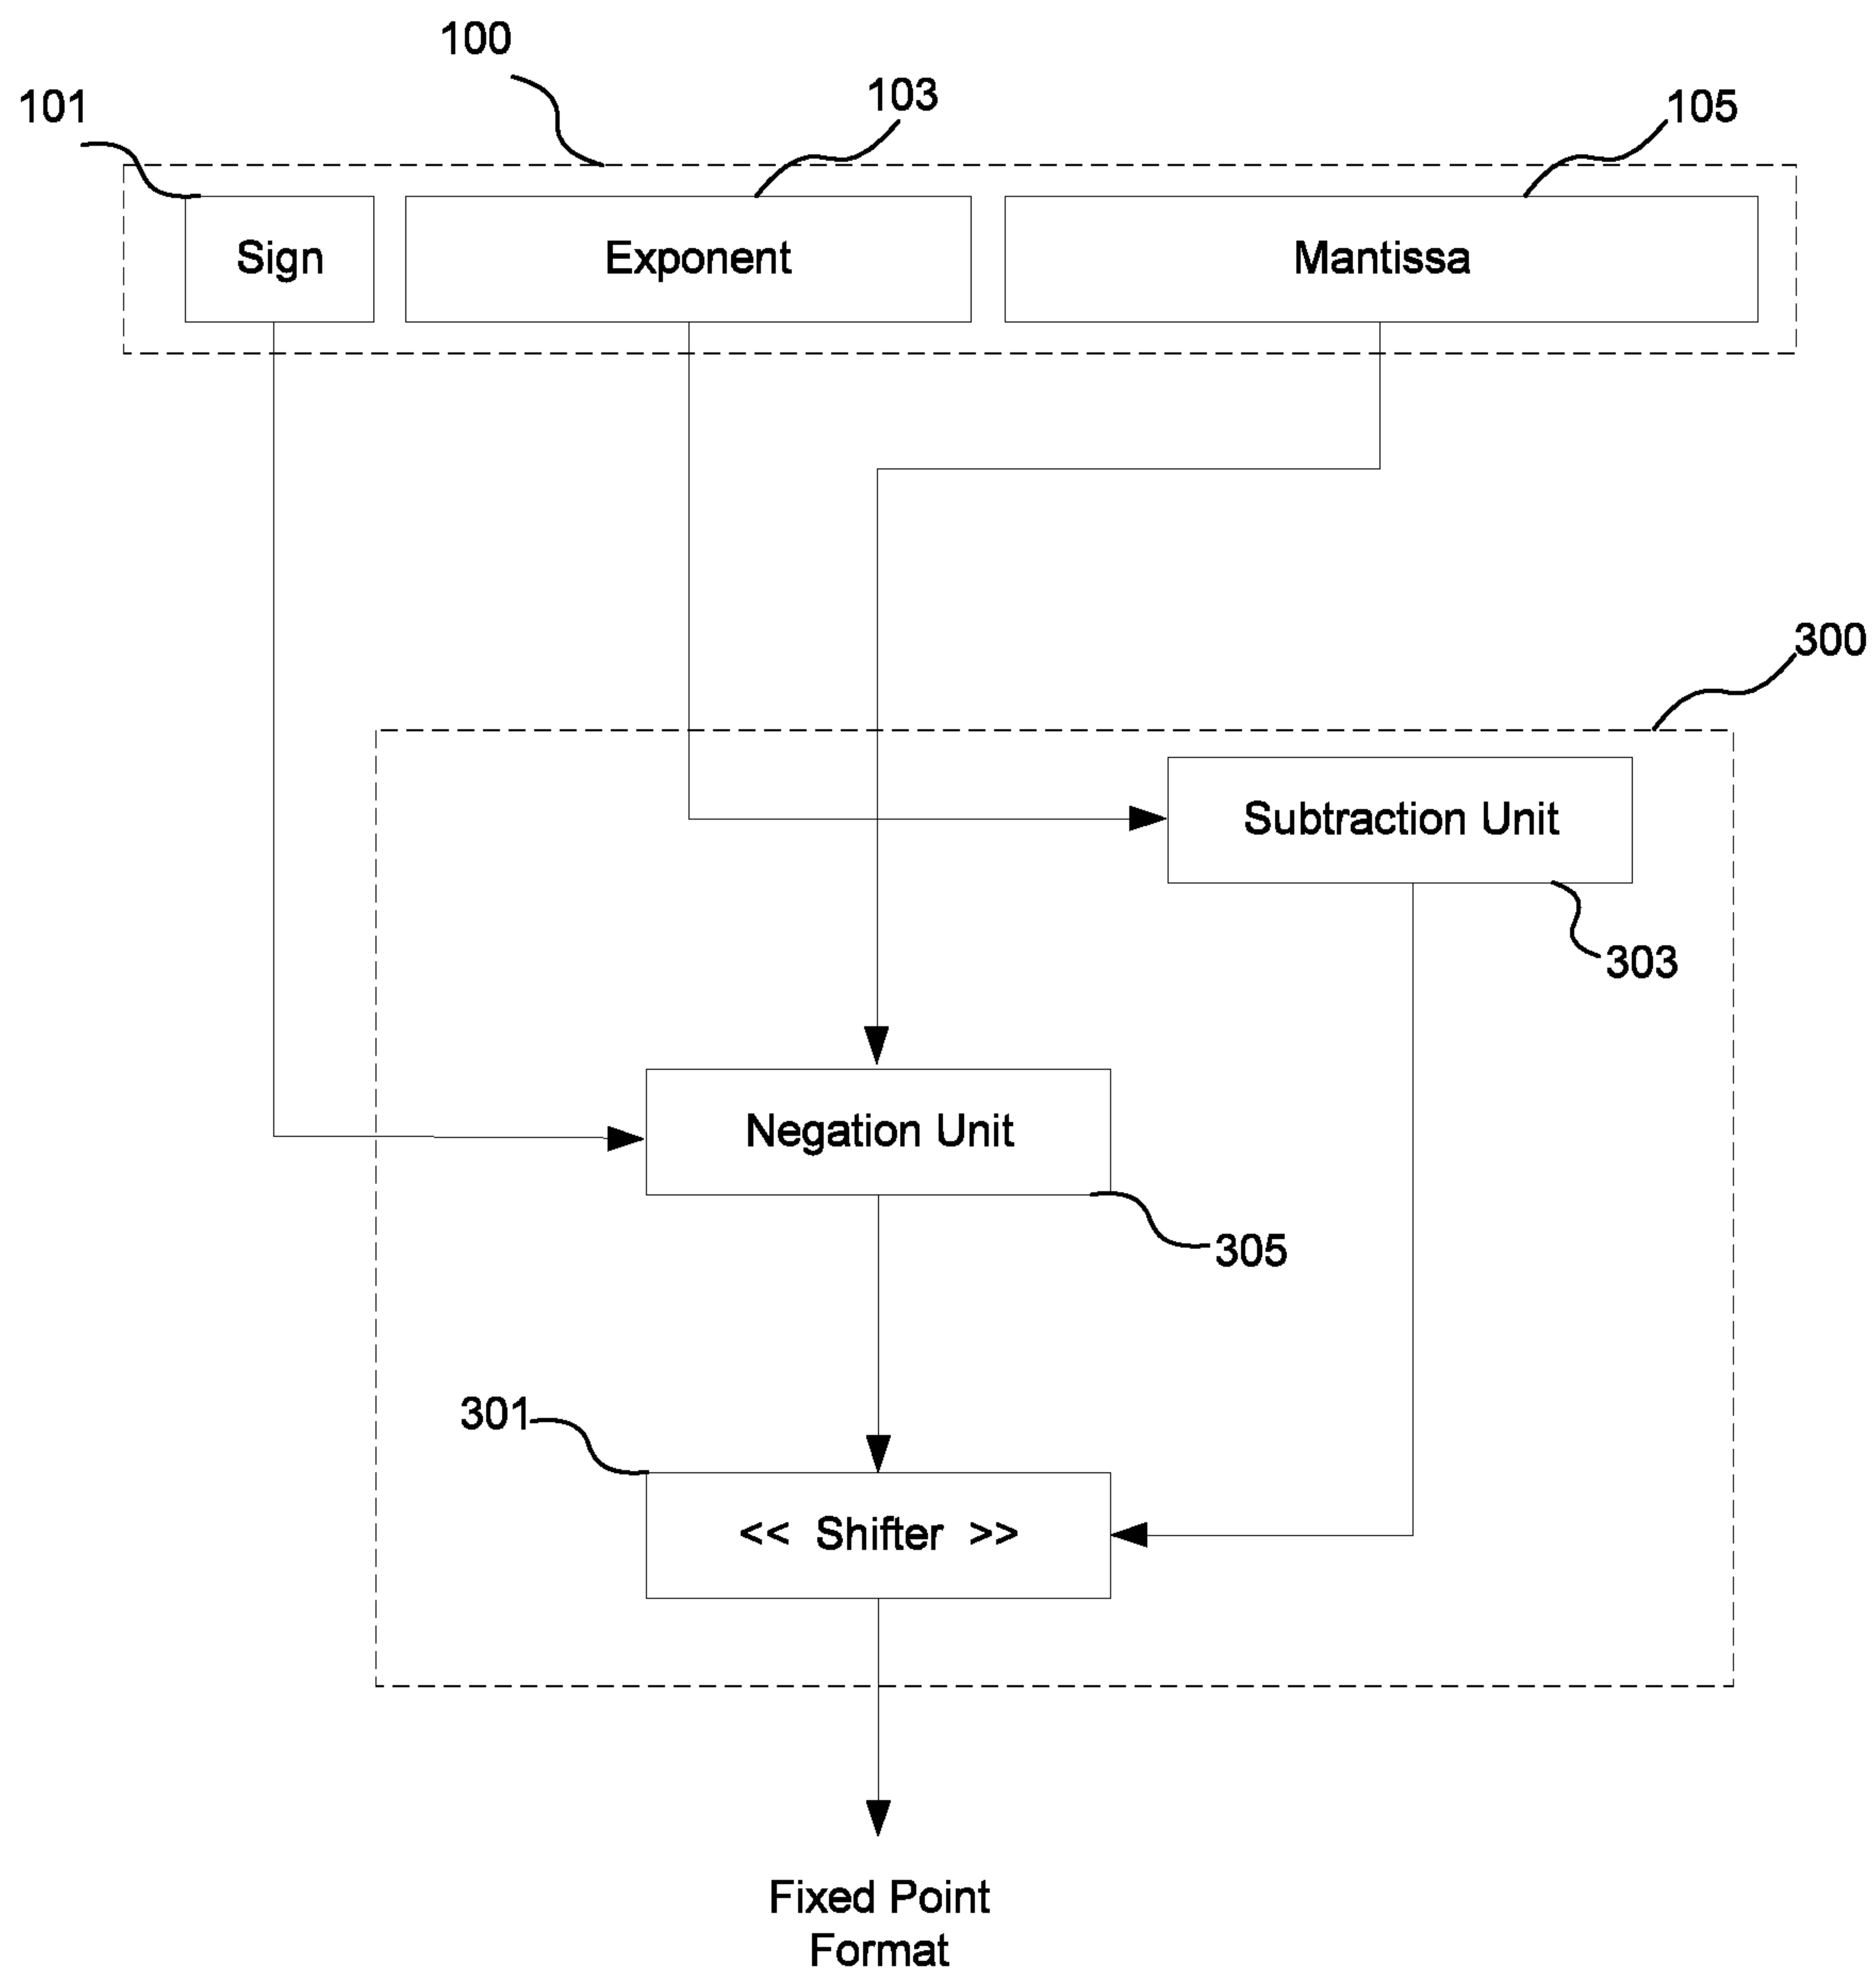 100
101
103
105
Sign
Exponent
Mantissa
300
Subtraction Unit
303
Negation Unit
305
301
<< Shifter >>
Fixed Point
Format